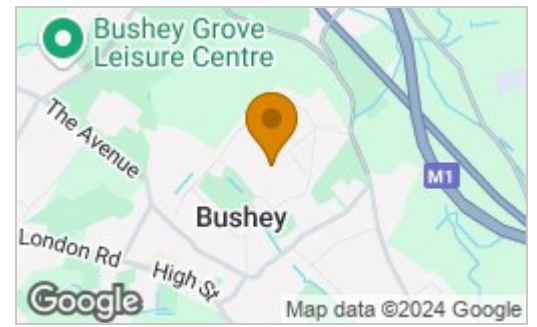 Bushey Grove
Leisure Centre
The Avenue
M1
Bushey
London Rd
High St
Google
Map data ©2024 Google